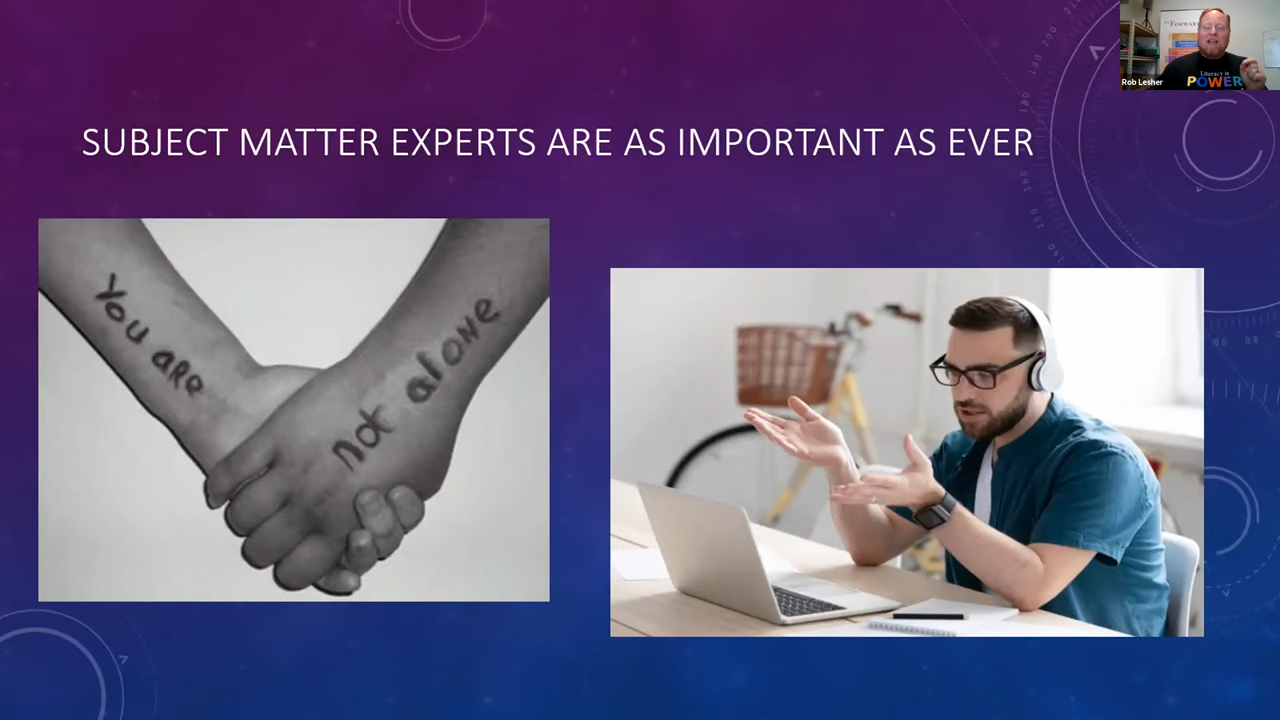 SUBJECT MATTER EXPERTS ARE AS IMPORTANT AS EVER
You are
not alone
Rob Lesher
Literacy is
POWER